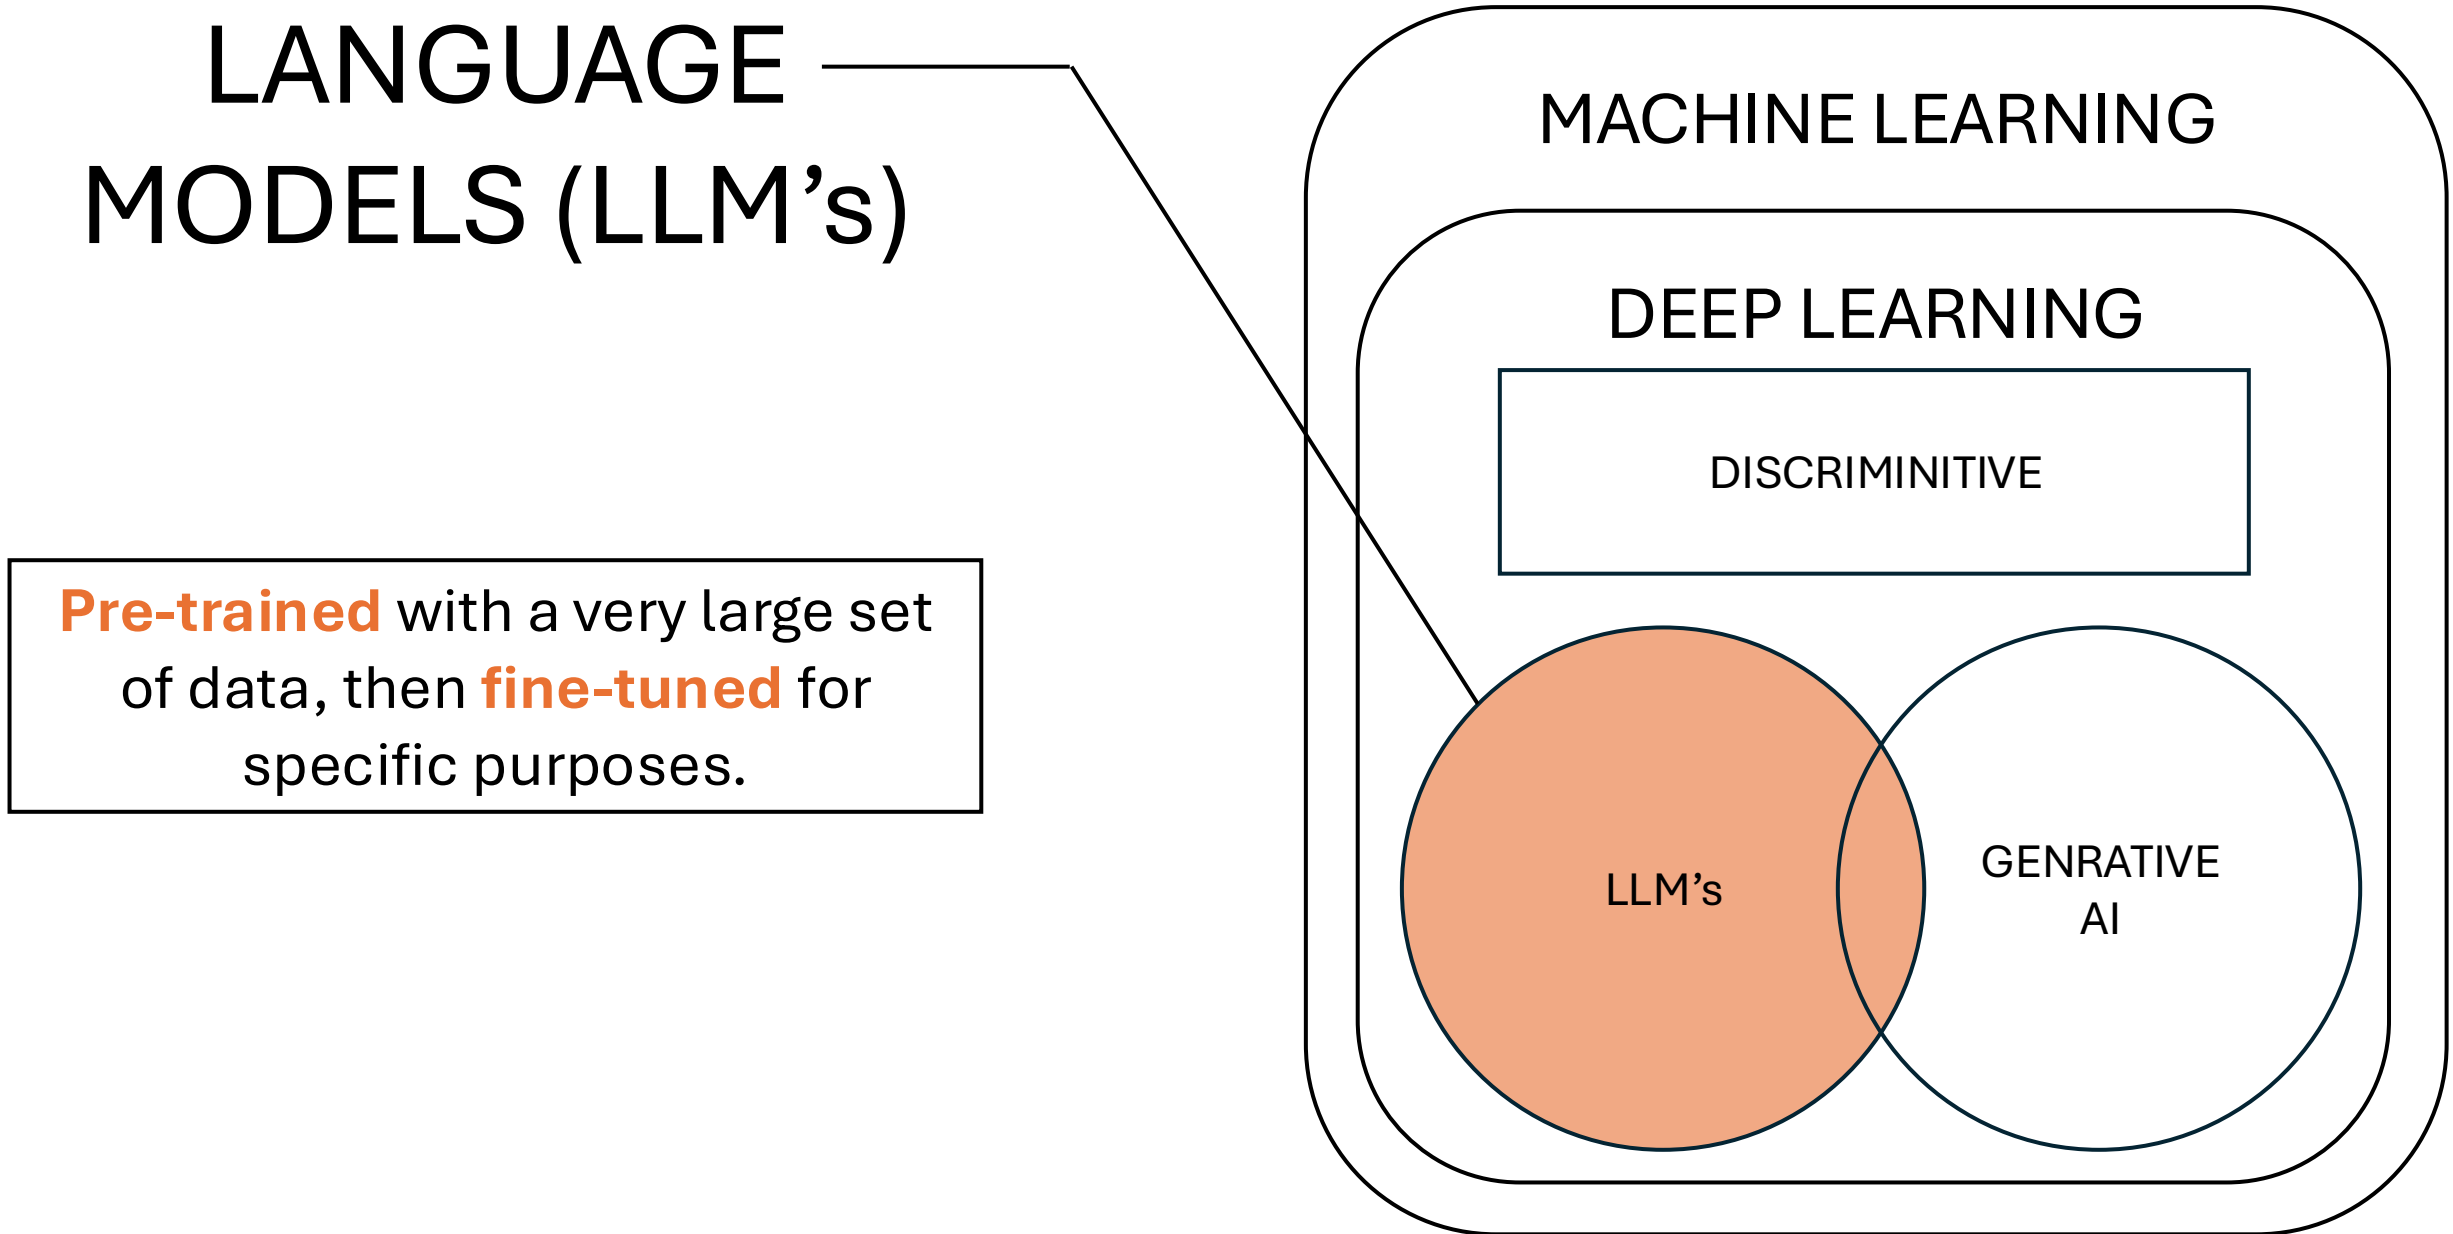 LANGUAGE
MODELS (LLM’s)
Pre-trained with a very large set
of data, then fine-tuned for
specific purposes.
MACHINE LEARNING
DEEP LEARNING
DISCRIMINITIVE
LLM’s
GENRATIVE
AI